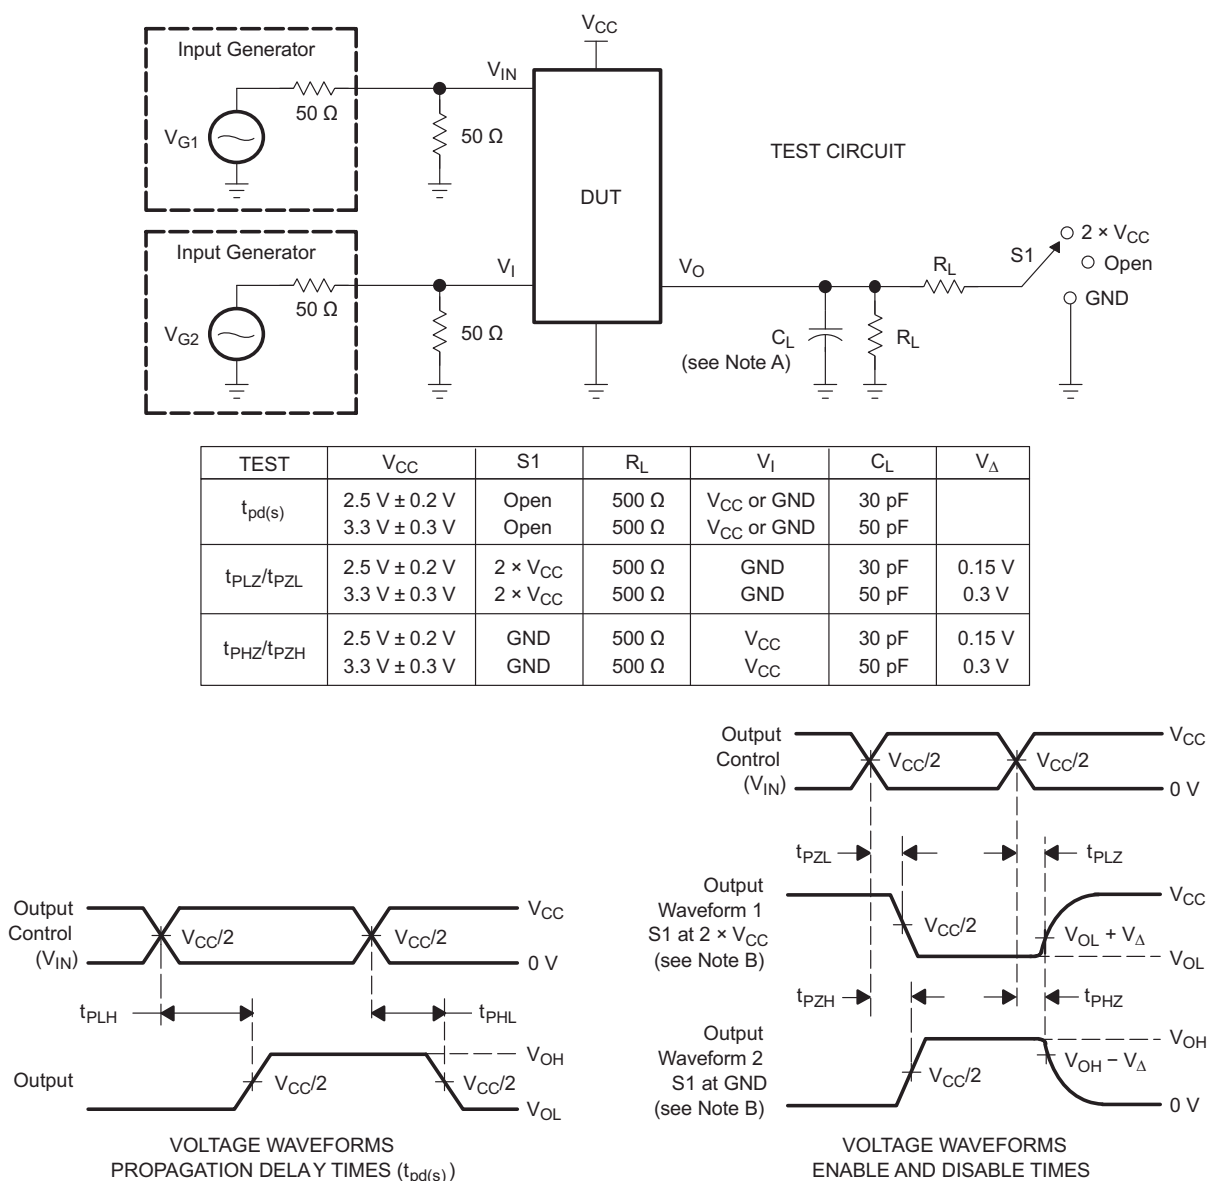 Input Generator
50 Ω
V_G1
V_IN
50 Ω
V_CC
DUT
TEST CIRCUIT
Input Generator
50 Ω
V_G2
V_I
50 Ω
V_O
C_L
(see Note A)
R_L
R_L
S1
2 × V_CC
Open
GND
TEST V_CC S1 R_L V_I C_L V_Δ
t_pd(s) 2.5 V ± 0.2 V Open 500 Ω V_CC or GND 30 pF
3.3 V ± 0.3 V Open 500 Ω V_CC or GND 50 pF
t_PLZ/t_PZL 2.5 V ± 0.2 V 2 × V_CC 500 Ω GND 30 pF 0.15 V
3.3 V ± 0.3 V 2 × V_CC 500 Ω GND 50 pF 0.3 V
t_PHZ/t_PZH 2.5 V ± 0.2 V GND 500 Ω V_CC 30 pF 0.15 V
3.3 V ± 0.3 V GND 500 Ω V_CC 50 pF 0.3 V
Output
Control
(V_IN)
V_CC/2
V_CC/2
V_CC
0 V
t_PLH
t_PHL
Output
V_CC/2
V_CC/2
V_OH
V_OL
VOLTAGE WAVEFORMS
PROPAGATION DELAY TIMES (t_pd(s))
Output
Control
(V_IN)
V_CC/2
V_CC/2
V_CC
0 V
t_PZL
t_PLZ
Output
Waveform 1
S1 at 2 × V_CC
(see Note B)
V_CC/2
V_CC
V_OL + V_Δ
V_OL
t_PZH
t_PHZ
Output
Waveform 2
S1 at GND
(see Note B)
V_CC/2
V_OH
V_OH − V_Δ
0 V
VOLTAGE WAVEFORMS
ENABLE AND DISABLE TIMES